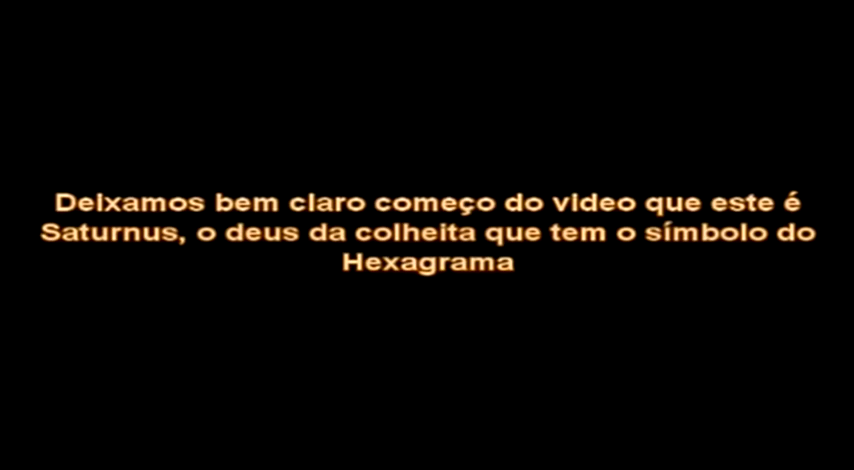 Deixamos bem claro começo do video que este é
Saturnus, o deus da colheita que tem o símbolo do
Hexagrama